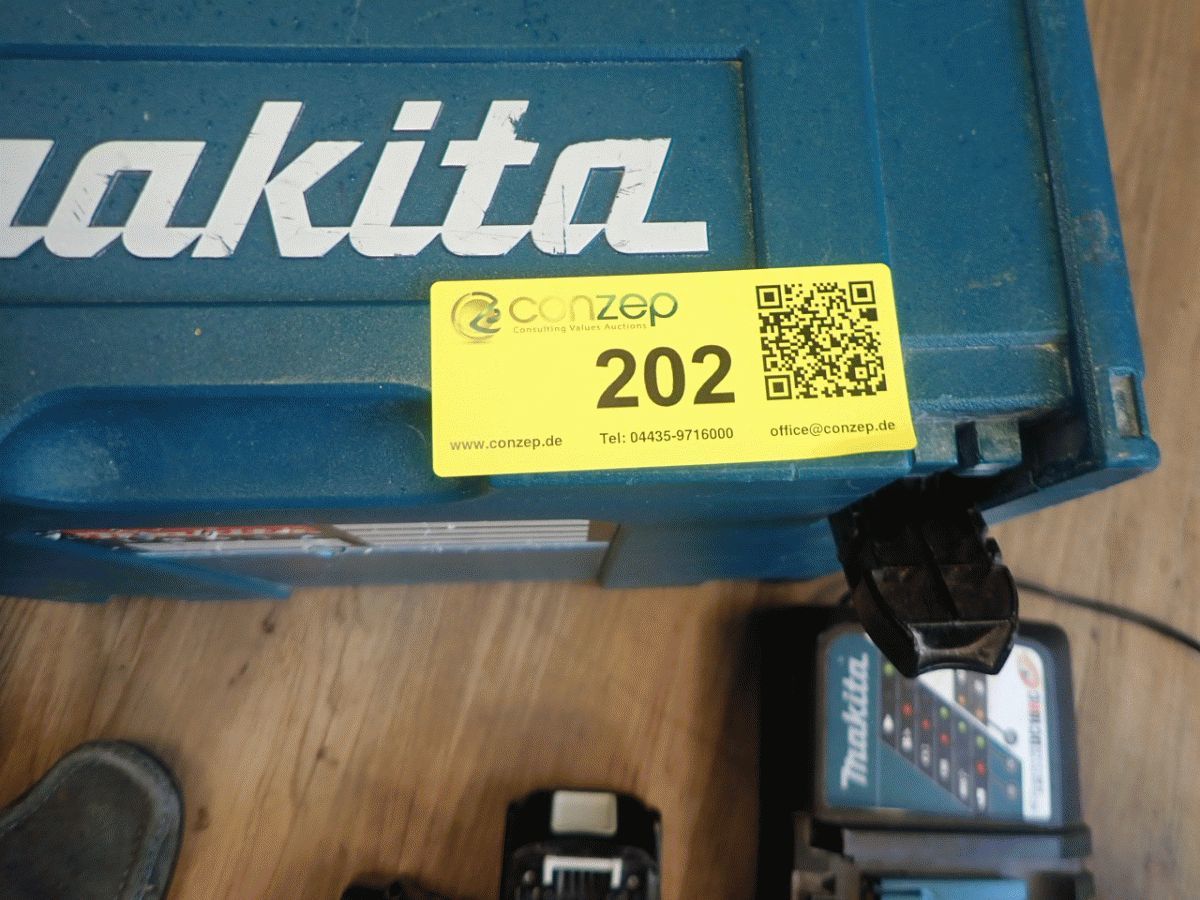 makita
conzep
Consulting Values Auctions
202
www.conzep.de Tel: 04435-9716000 office@conzep.de
makita